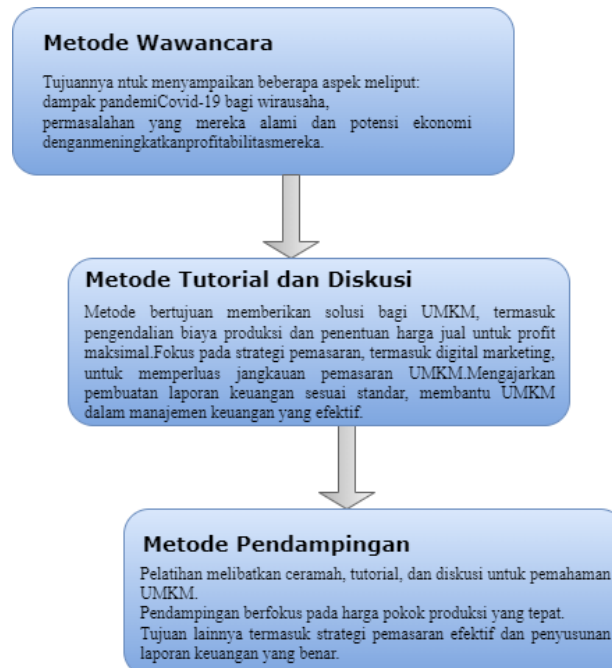 Metode Wawancara
Tujuannya ntuk menyampaikan beberapa aspek meliput:
dampak pandemiCovid-19 bagi wirausaha,
permasalahan yang mereka alami dan potensi ekonomi
denganmeningkatkanprofitabilitasmereka.
Metode Tutorial dan Diskusi
Metode bertujuan memberikan solusi bagi UMKM, termasuk
pengendalian biaya produksi dan penentuan harga jual untuk profit
maksimal.Fokus pada strategi pemasaran, termasuk digital marketing,
untuk memperluas jangkauan pemasaran UMKM.Mengajarkan
pembuatan laporan keuangan sesuai standar, membantu UMKM
dalam manajemen keuangan yang efektif.
Metode Pendampingan
Pelatihan melibatkan ceramah, tutorial, dan diskusi untuk pemahaman
UMKM.
Pendampingan berfokus pada harga pokok produksi yang tepat.
Tujuan lainnya termasuk strategi pemasaran efektif dan penyusunan
laporan keuangan yang benar.